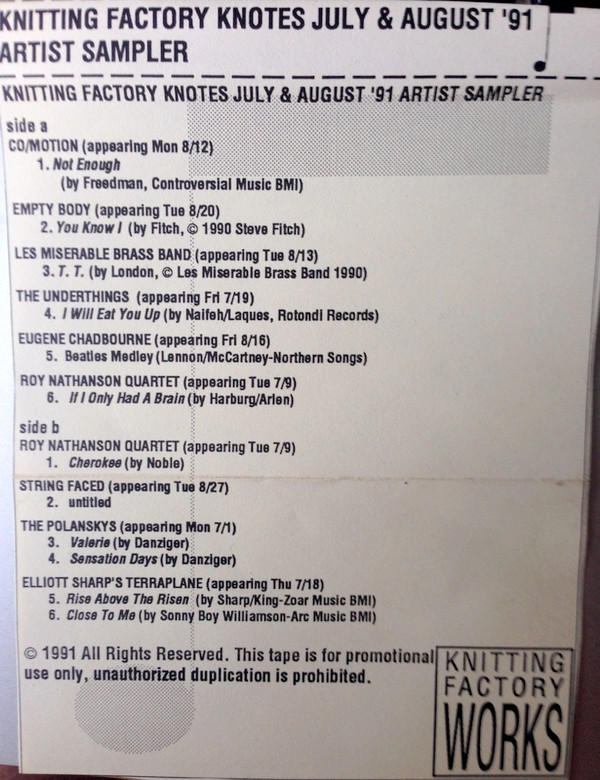 KNITTING FACTORY KNOTES JULY & AUGUST '91
ARTIST SAMPLER
KNITTING FACTORY KNOTES JULY & AUGUST '91 ARTIST SAMPLER
side a
CO/MOTION (appearing Mon 8/12)
1. Not Enough
(by Freedman, Controversial Music BMI)
EMPTY BODY (appearing Tue 8/20)
2. You Know I (by Fitch, © 1990 Steve Fitch)
LES MISERABLE BRASS BAND (appearing Tue 8/13)
3. T. T. (by London, © Les Miserable Brass Band 1990)
THE UNDERTHINGS (appearing Fri 7/19)
4. I Will Eat You Up (by Naifeh/Laques, Rotondi Records)
EUGENE CHADBOURNE (appearing Fri 8/16)
5. Beatles Medley (Lennon/McCartney-Northern Songs)
ROY NATHANSON QUARTET (appearing Tue 7/9)
6. If I Only Had A Brain (by Harburg/Arlen)
side b
ROY NATHANSON QUARTET (appearing Tue 7/9)
1. Cherokee (by Noble)
STRING FACED (appearing Tue 8/27)
2. untitled
THE POLANSKYS (appearing Mon 7/1)
3. Valerie (by Danziger)
4. Sensation Days (by Danziger)
ELLIOTT SHARP'S TERRAPLANE (appearing Thu 7/18)
5. Rise Above The Risen (by Sharp/King-Zoar Music BMI)
6. Close To Me (by Sonny Boy Williamson-Arc Music BMI)
© 1991 All Rights Reserved. This tape is for promotional
use only, unauthorized duplication is prohibited.
KNITTING
FACTORY
WORKS